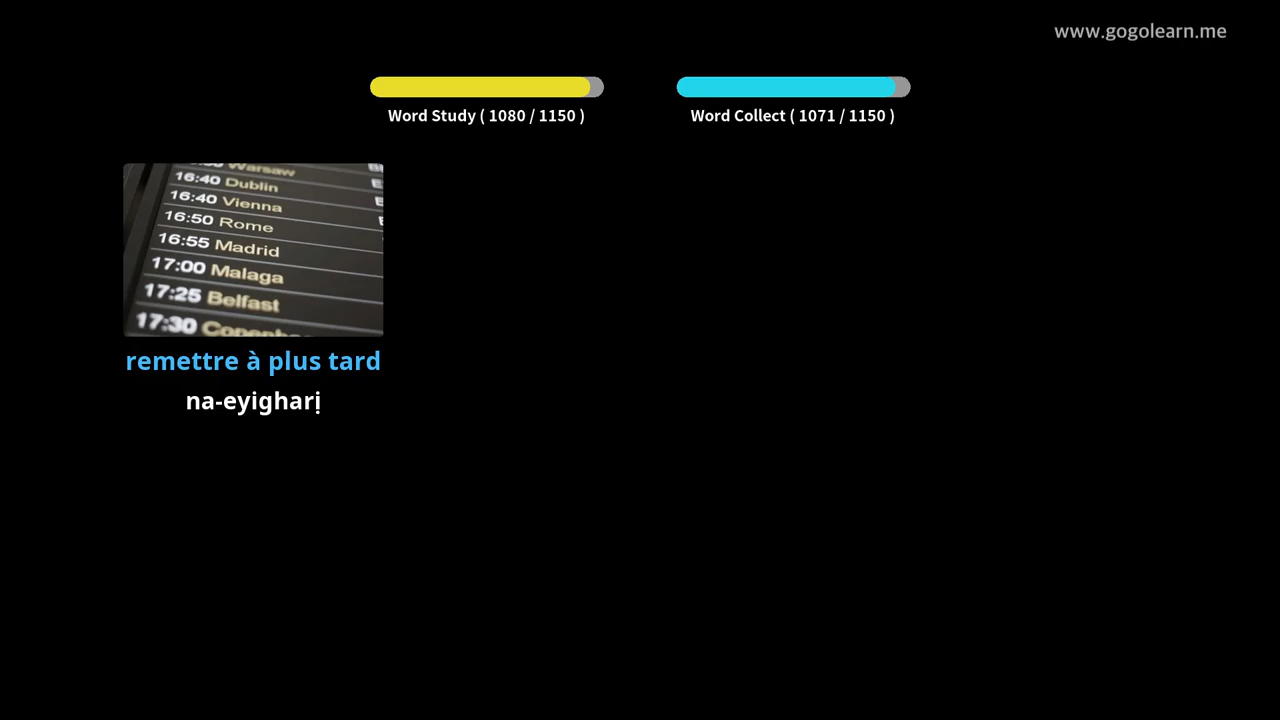 www.gogolearn.me
Word Study ( 1080 / 1150 )
Word Collect ( 1071 / 1150 )
Warsaw
16:40 Dublin
16:40 Vienna
16:50 Rome
16:55 Madrid
17:00 Malaga
17:25 Belfast
17:30
remettre à plus tard
na-eyigharị